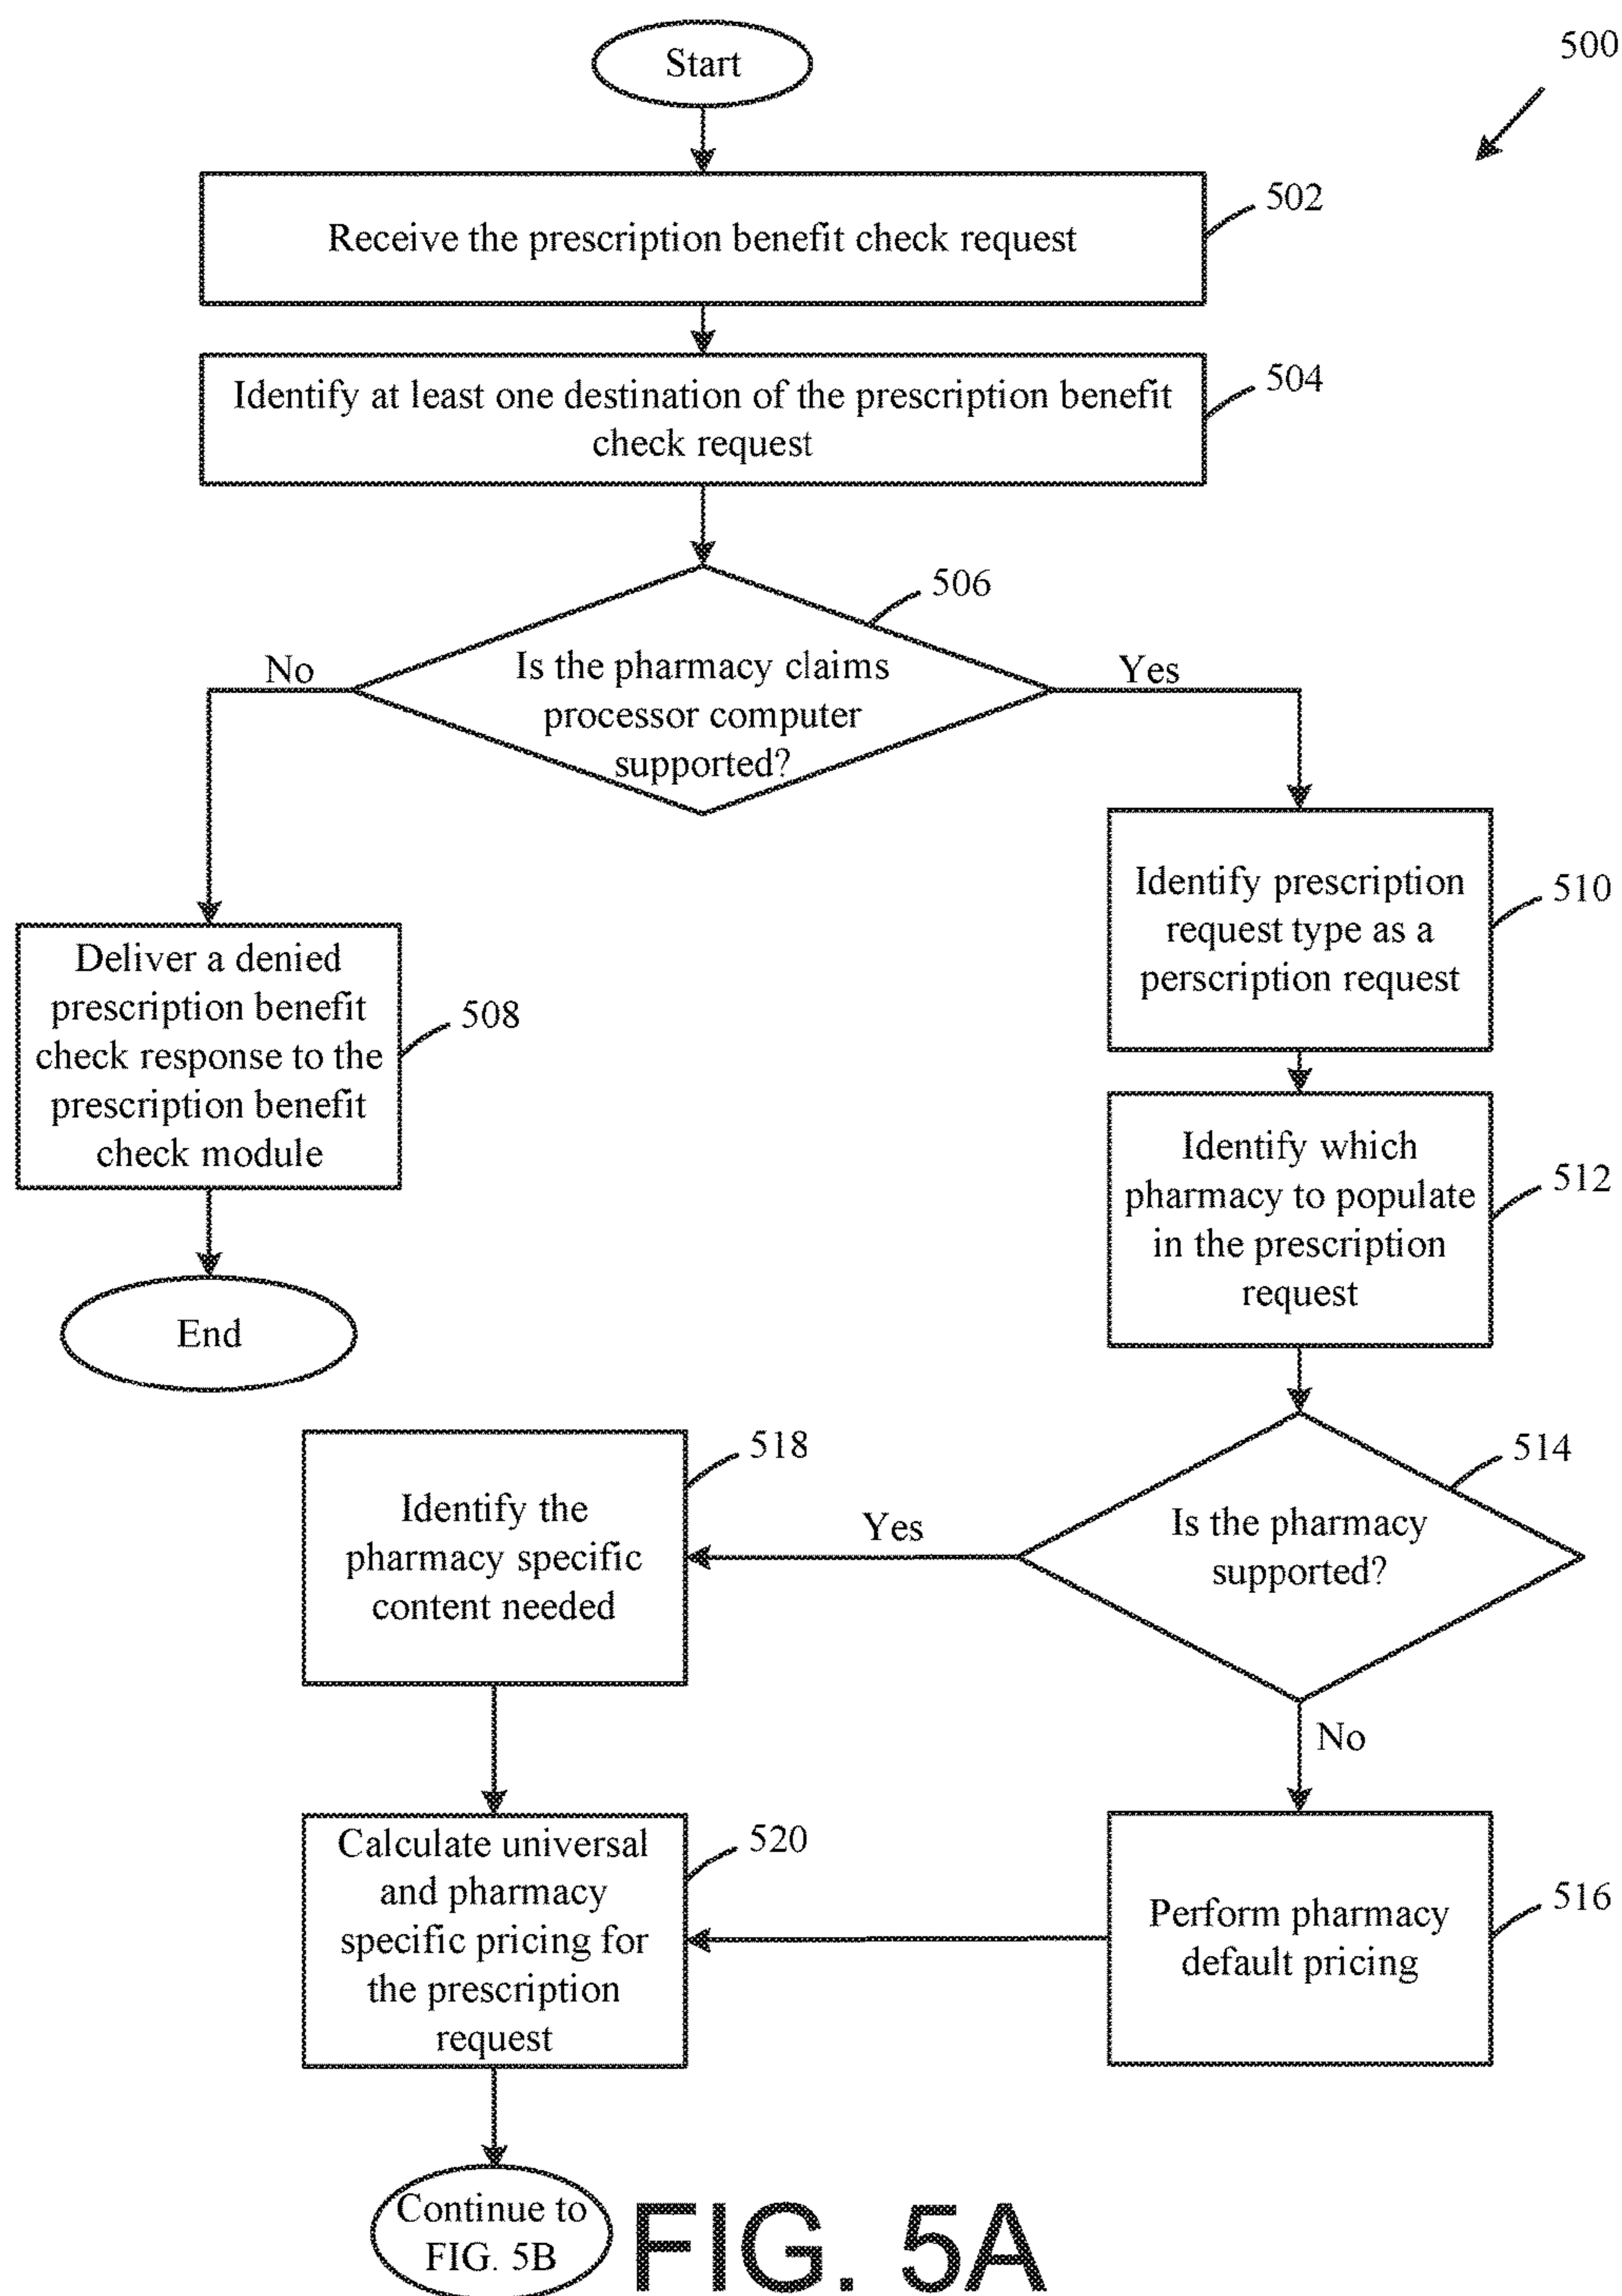 500
Start
Receive the prescription benefit check request
502
Identify at least one destination of the prescription benefit
check request
504
506
Is the pharmacy claims
processor computer
supported?
No
Yes
Deliver a denied
prescription benefit
check response to the
prescription benefit
check module
508
End
Identify prescription
request type as a
perscription request
510
Identify which
pharmacy to populate
in the prescription
request
512
Is the pharmacy
supported?
514
Yes
No
Identify the
pharmacy specific
content needed
518
Perform pharmacy
default pricing
516
Calculate universal
and pharmacy
specific pricing for
the prescription
request
520
Continue to
FIG. 5B
FIG. 5A